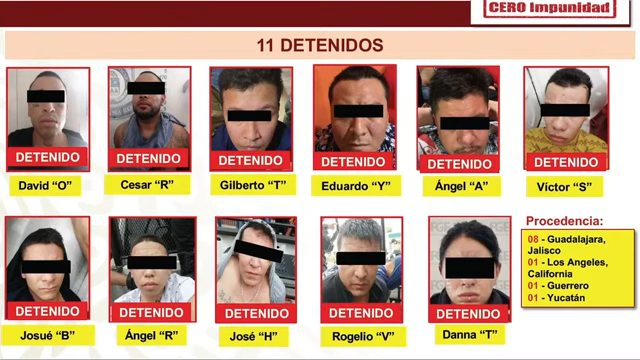 CERO Impunidad
11 DETENIDOS
DETENIDO
DETENIDO
DETENIDO
DETENIDO
DETENIDO
DETENIDO
David “O”
Cesar “R”
Gilberto “T”
Eduardo “Y”
Ángel “A”
Víctor “S”
DETENIDO
DETENIDO
DETENIDO
DETENIDO
DETENIDO
Josué “B”
Ángel “R”
José “H”
Rogelio “V”
Danna “T”
Procedencia:
08 - Guadalajara,
Jalisco
01 - Los Angeles,
California
01 - Guerrero
01 - Yucatán